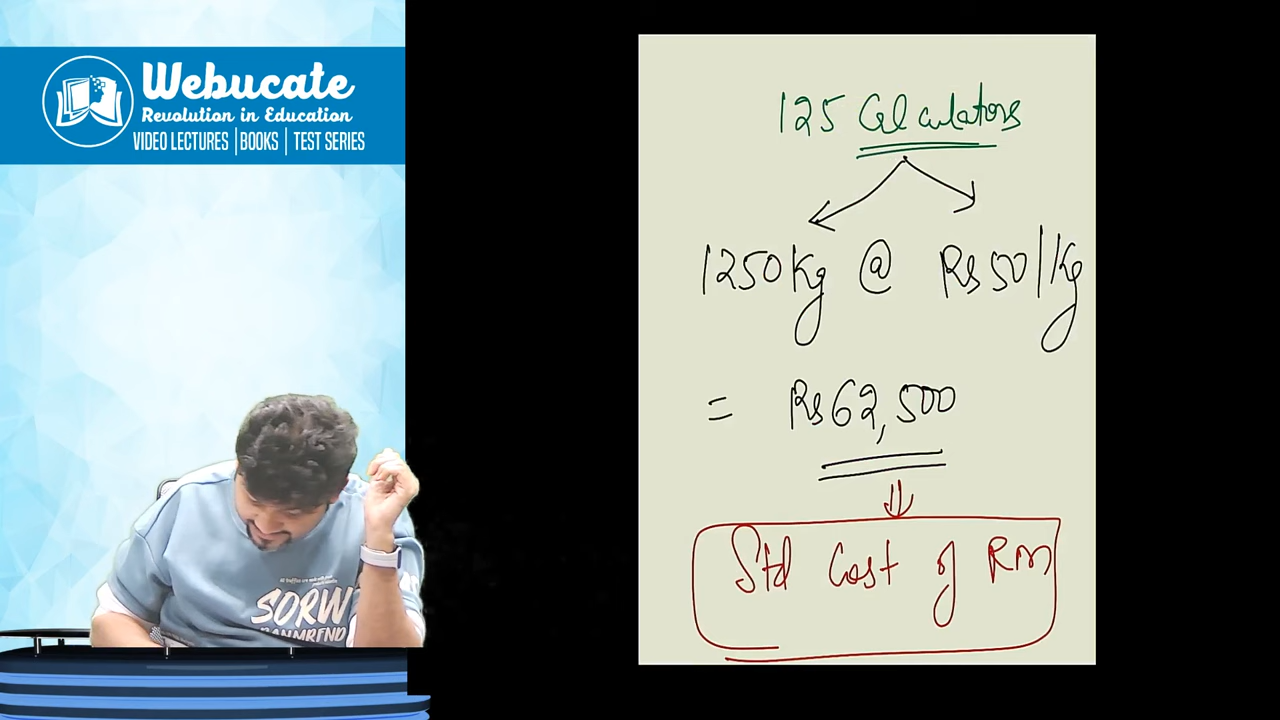 Webucate
Revolution in Education
VIDEO LECTURES | BOOKS | TEST SERIES
125 Calculators
1250 Kg @ Rs 50/Kg
= Rs 62,500
Std Cost of RM
SORW